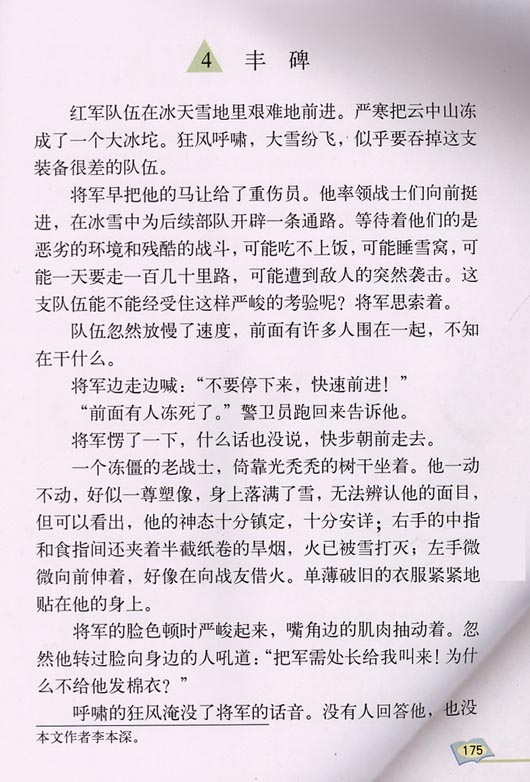 4 丰碑
红军队伍在冰天雪地里艰难地前进。严寒把云中山冻
成了一个大冰坨。狂风呼啸，大雪纷飞，似乎要吞掉这支
装备很差的队伍。
将军早把他的马让给了重伤员。他率领战士们向前挺
进，在冰雪中为后续部队开辟一条通路。等待着他们的是
恶劣的环境和残酷的战斗，可能吃不上饭，可能睡雪窝，可
能一天要走一百几十里路，可能遭到敌人的突然袭击。这
支队伍能不能经受住这样严峻的考验呢？将军思索着。
队伍忽然放慢了速度，前面有许多人围在一起，不知
在干什么。
将军边走边喊：“不要停下来，快速前进！”
“前面有人冻死了。”警卫员跑回来告诉他。
将军愣了一下，什么话也没说，快步朝前走去。
一个冻僵的老战士，倚靠光秃秃的树干坐着。他一动
不动，好似一尊塑像，身上落满了雪，无法辨认他的面目，
但可以看出，他的神态十分镇定，十分安详；右手的中指
和食指间还夹着半截纸卷的旱烟，火已被雪打灭；左手微
微向前伸着，好像在向战友借火。单薄破旧的衣服紧紧地
贴在他的身上。
将军的脸色顿时严峻起来，嘴角边的肌肉抽动着。忽
然他转过脸向身边的人吼道：“把军需处长给我叫来！为什
么不给他发棉衣？”
呼啸的狂风淹没了将军的话音。没有人回答他，也没
本文作者李本深。
175